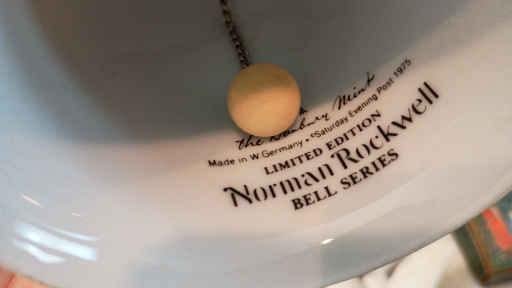 the Danbury Mint
Made in W Germany • ©Saturday Evening Post 1975
LIMITED EDITION
Norman Rockwell
BELL SERIES